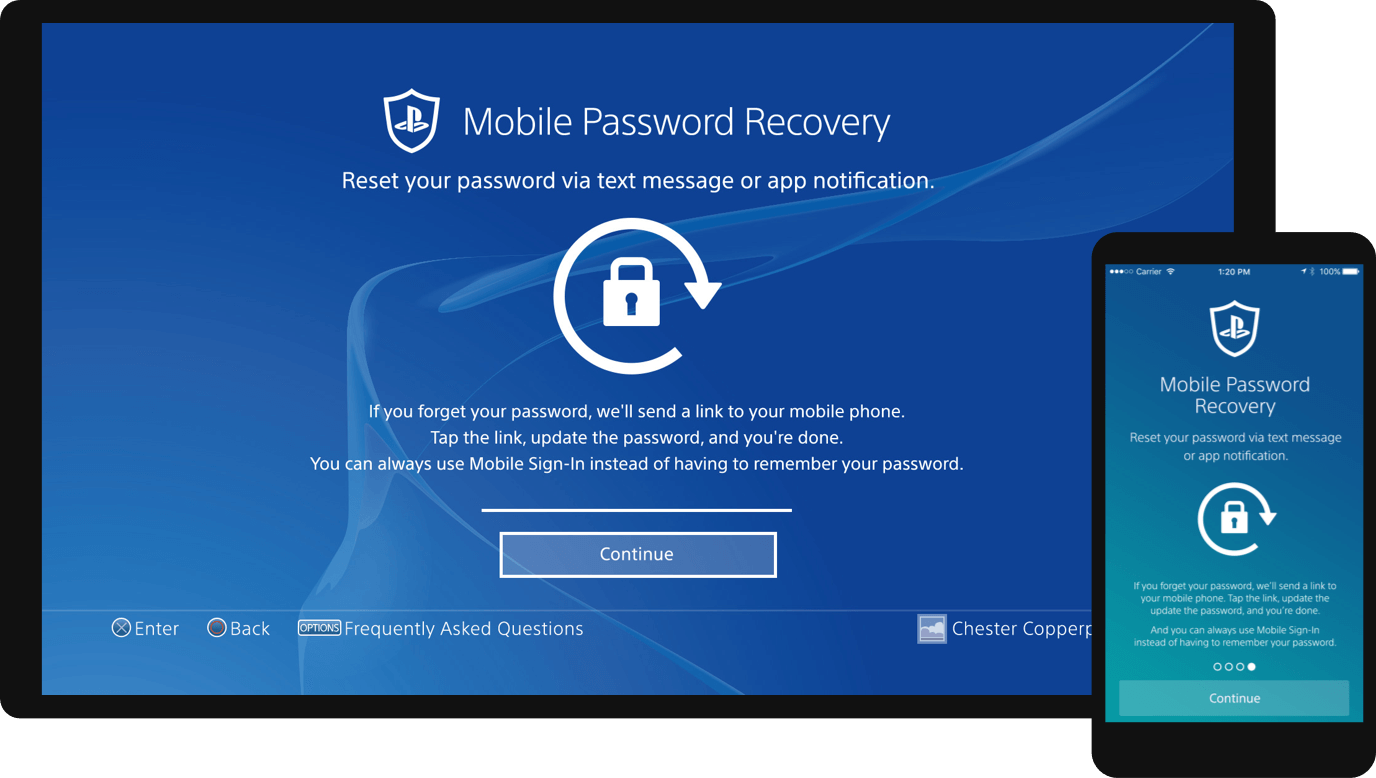 Mobile Password Recovery
Reset your password via text message or app notification.
If you forget your password, we'll send a link to your mobile phone.
Tap the link, update the password, and you're done.
You can always use Mobile Sign-In instead of having to remember your password.
Continue
Enter
Back
OPTIONS Frequently Asked Questions
Chester Copperp
Carrier
1:20 PM
100%
Mobile Password
Recovery
Reset your password via text message
or app notification.
If you forget your password, we'll send a link to
your mobile phone. Tap the link, update the
update the password, and you're done.
And you can always use Mobile Sign-In
instead of having to remember your password.
Continue